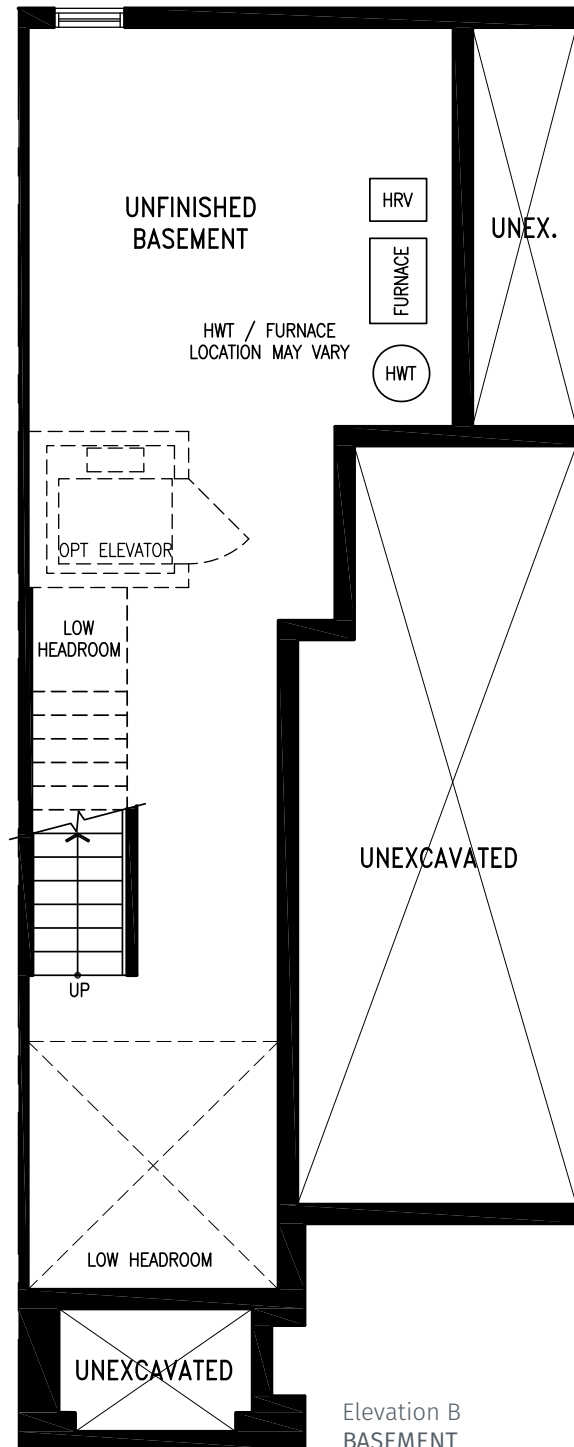 UNFINISHED
BASEMENT
HRV
FURNACE
UNEX.
HWT / FURNACE
LOCATION MAY VARY
HWT
OPT ELEVATOR
LOW
HEADROOM
UNEXCAVATED
UP
LOW HEADROOM
UNEXCAVATED
Elevation B
BASEMENT